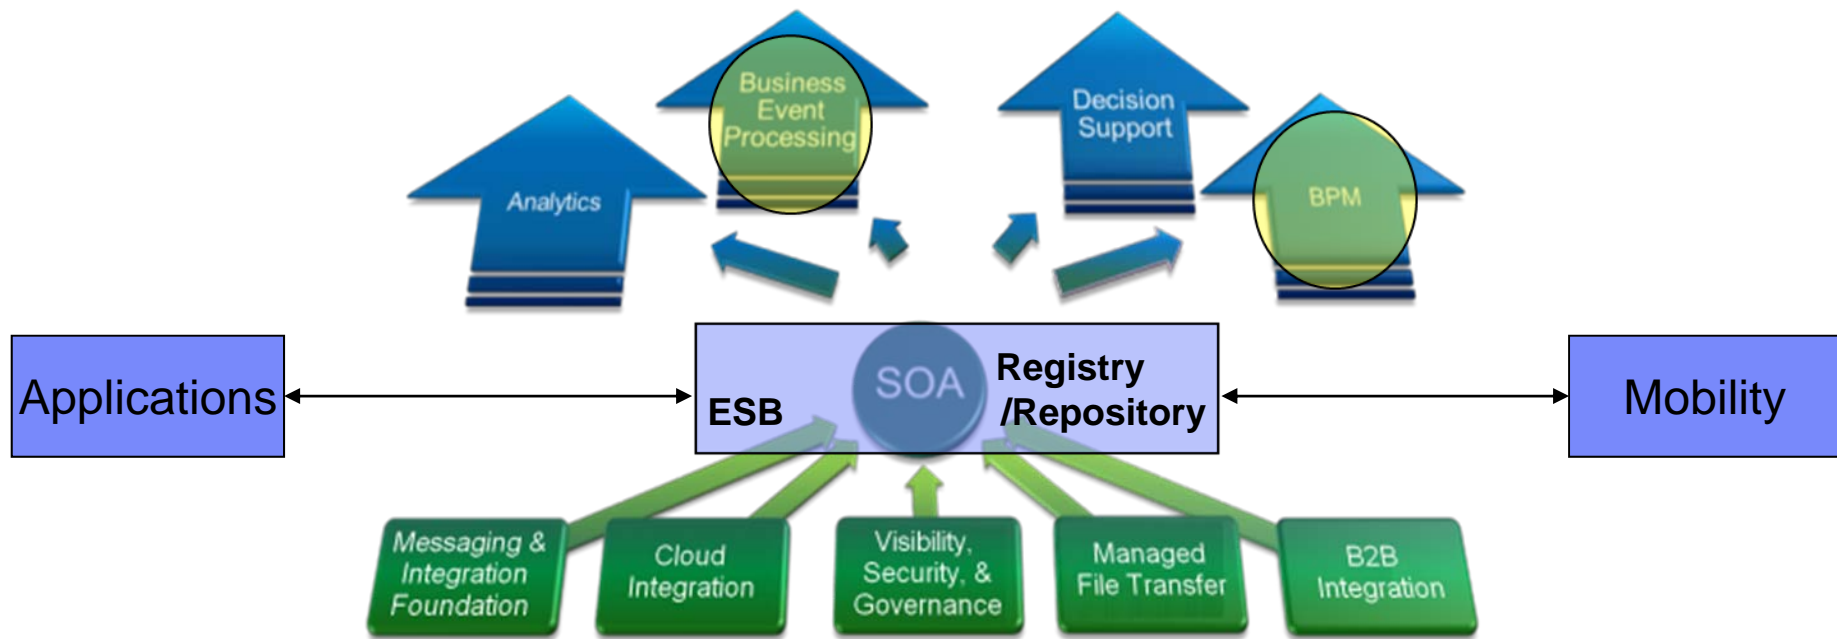 Business
Event
Processing
Decision
Support
Analytics
BPM
Applications
ESB
SOA
Registry
/Repository
Mobility
Messaging &
Integration
Foundation
Cloud
Integration
Visibility,
Security, &
Governance
Managed
File Transfer
B2B
Integration